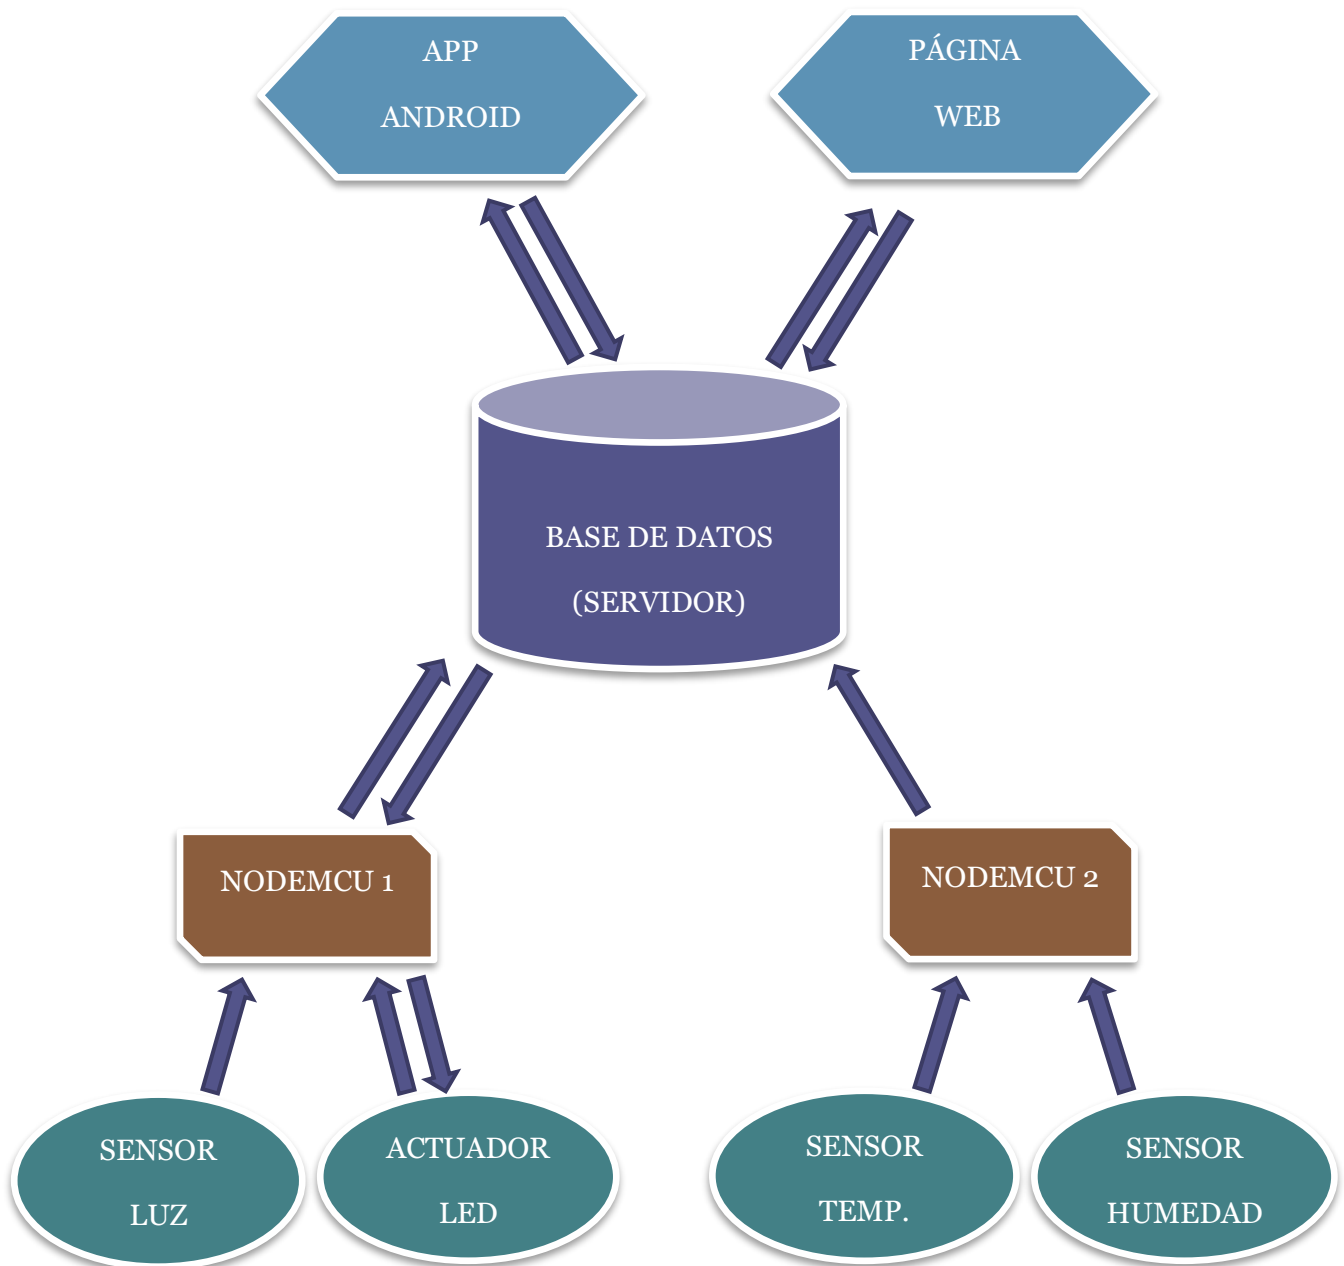 APP
ANDROID
PÁGINA
WEB
BASE DE DATOS
(SERVIDOR)
NODEMCU 1
NODEMCU 2
SENSOR
LUZ
ACTUADOR
LED
SENSOR
TEMP.
SENSOR
HUMEDAD